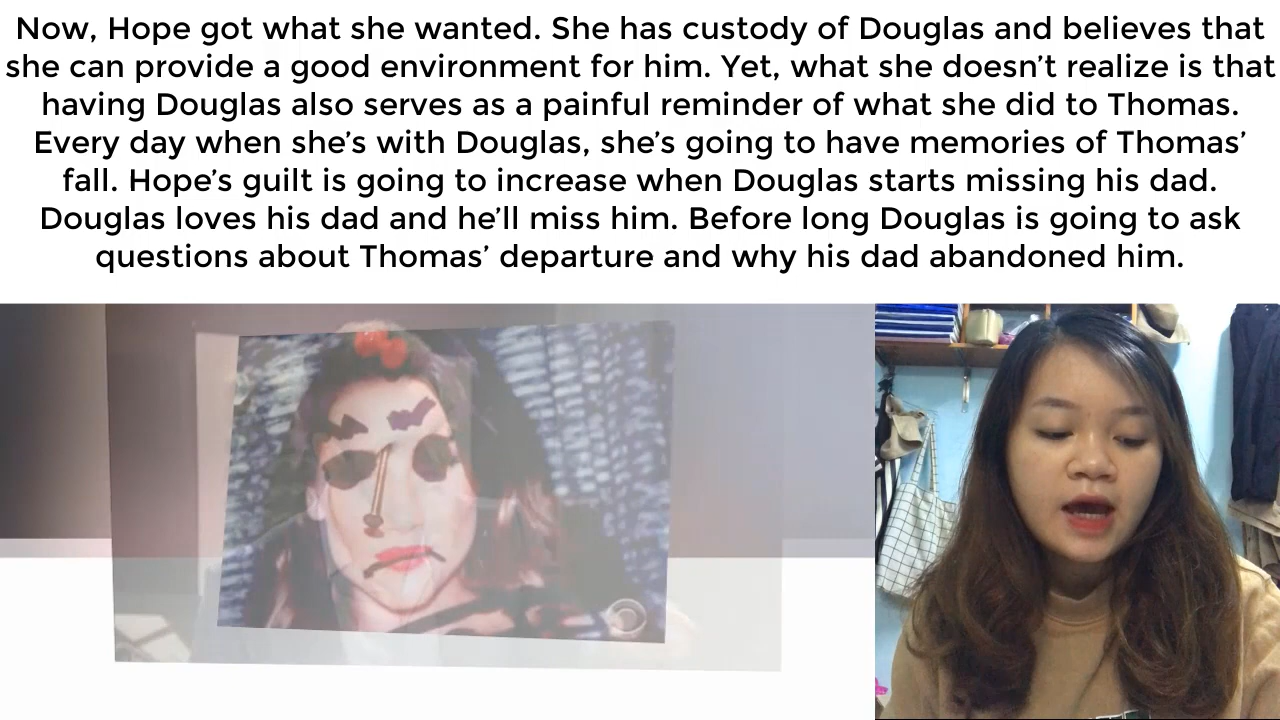 Now, Hope got what she wanted. She has custody of Douglas and believes that
she can provide a good environment for him. Yet, what she doesn’t realize is that
having Douglas also serves as a painful reminder of what she did to Thomas.
Every day when she’s with Douglas, she’s going to have memories of Thomas’
fall. Hope’s guilt is going to increase when Douglas starts missing his dad.
Douglas loves his dad and he’ll miss him. Before long Douglas is going to ask
questions about Thomas’ departure and why his dad abandoned him.